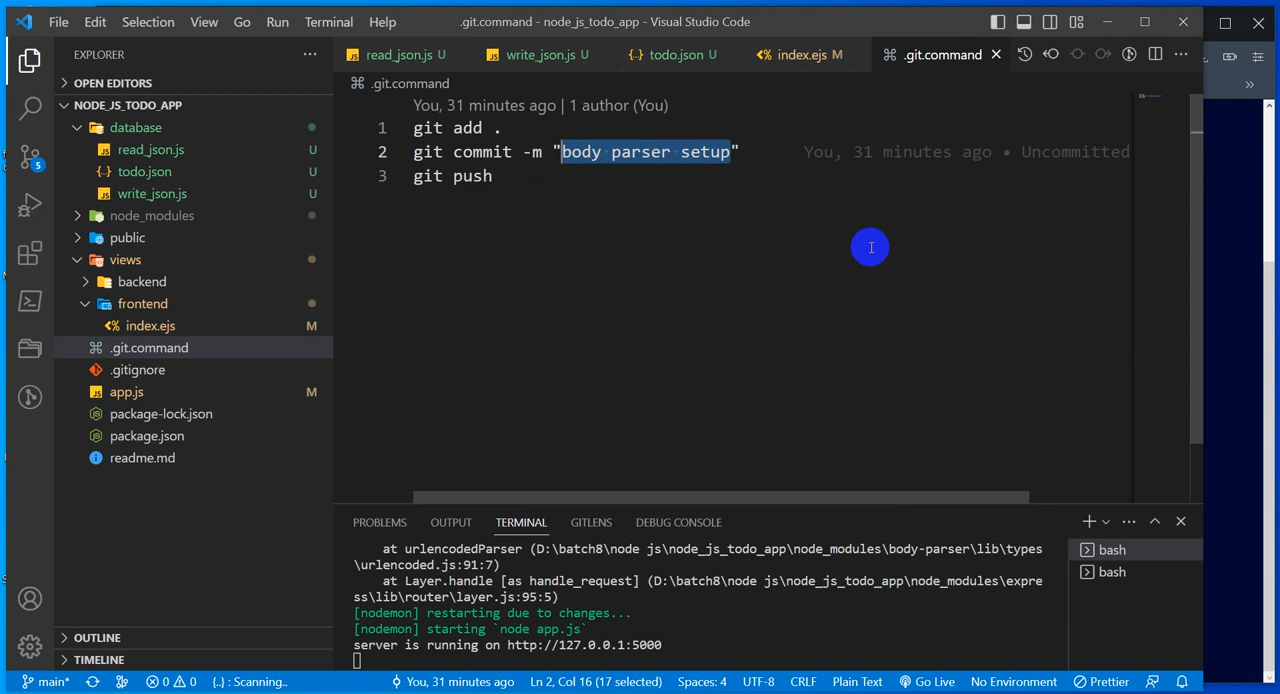 File Edit Selection View Go Run Terminal Help .git.command - node_js_todo_app - Visual Studio Code
EXPLORER
OPEN EDITORS
NODE_JS_TODO_APP
database
read_json.js U
todo.json U
write_json.js U
node_modules
public
views
backend
frontend
index.ejs M
.git.command
.gitignore
app.js M
package-lock.json
package.json
readme.md
OUTLINE
TIMELINE
5
read_json.js U write_json.js U todo.json U index.ejs M .git.command
.git.command
You, 31 minutes ago | 1 author (You)
1 git add .
2 git commit -m "body parser setup" You, 31 minutes ago • Uncommitted
3 git push
PROBLEMS OUTPUT TERMINAL GITLENS DEBUG CONSOLE
at urlencodedParser (D:\batch8\node js\node_js_todo_app\node_modules\body-parser\lib\types
\urlencoded.js:91:7)
at Layer.handle [as handle_request] (D:\batch8\node js\node_js_todo_app\node_modules\expre
ss\lib\router\layer.js:95:5)
[nodemon] restarting due to changes...
[nodemon] starting `node app.js`
server is running on http://127.0.0.1:5000
bash
bash
main* 0 0 {..} : Scanning.. You, 31 minutes ago Ln 2, Col 16 (17 selected) Spaces: 4 UTF-8 CRLF Plain Text Go Live No Environment Prettier